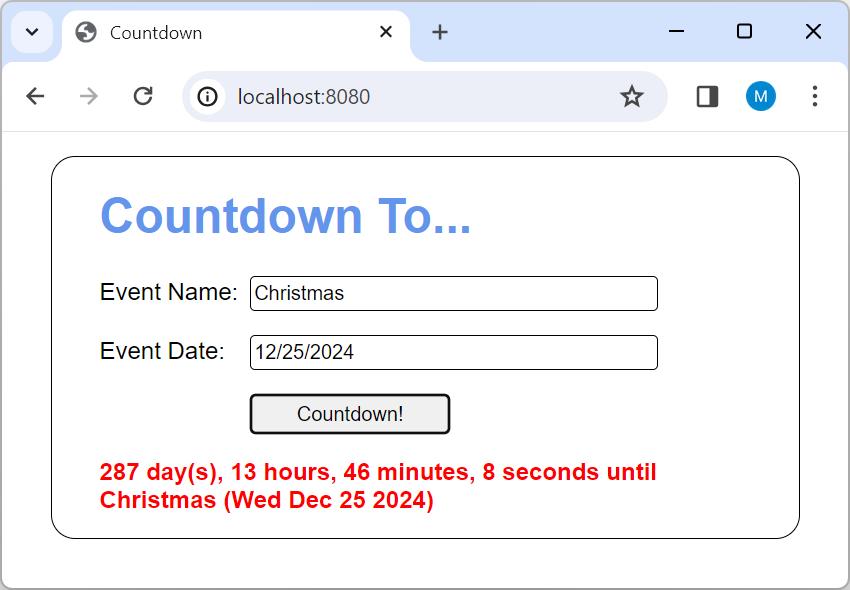 Countdown
localhost:8080
M
Countdown To...
Event Name: Christmas
Event Date: 12/25/2024
Countdown!
287 day(s), 13 hours, 46 minutes, 8 seconds until
Christmas (Wed Dec 25 2024)